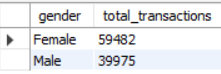 gender total_transactions
Female 59482
Male 39975